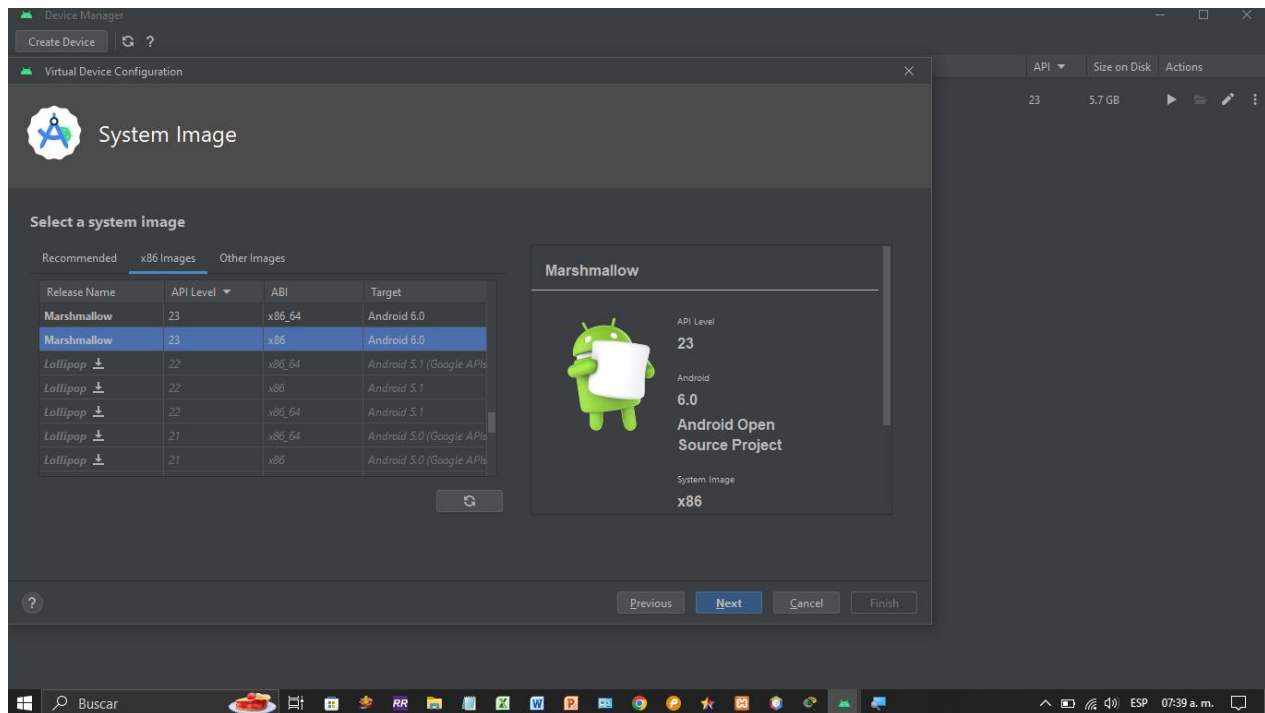 Device Manager
Create Device ?
API Size on Disk Actions
Virtual Device Configuration
23 5.7 GB
System Image
Select a system image
Recommended x86 Images Other Images
Release Name API Level ABI Target
Marshmallow 23 x86_64 Android 6.0
Marshmallow 23 x86 Android 6.0
Lollipop 22 x86_64 Android 5.1 (Google APIs
Lollipop 22 x86 Android 5.1
Lollipop 22 x86_64 Android 5.1
Lollipop 21 x86_64 Android 5.0 (Google APIs
Lollipop 21 x86 Android 5.0 (Google APIs
Marshmallow
API Level
23
Android
6.0
Android Open
Source Project
System Image
x86
? Previous Next Cancel Finish
Buscar RR ESP 07:39 a. m.